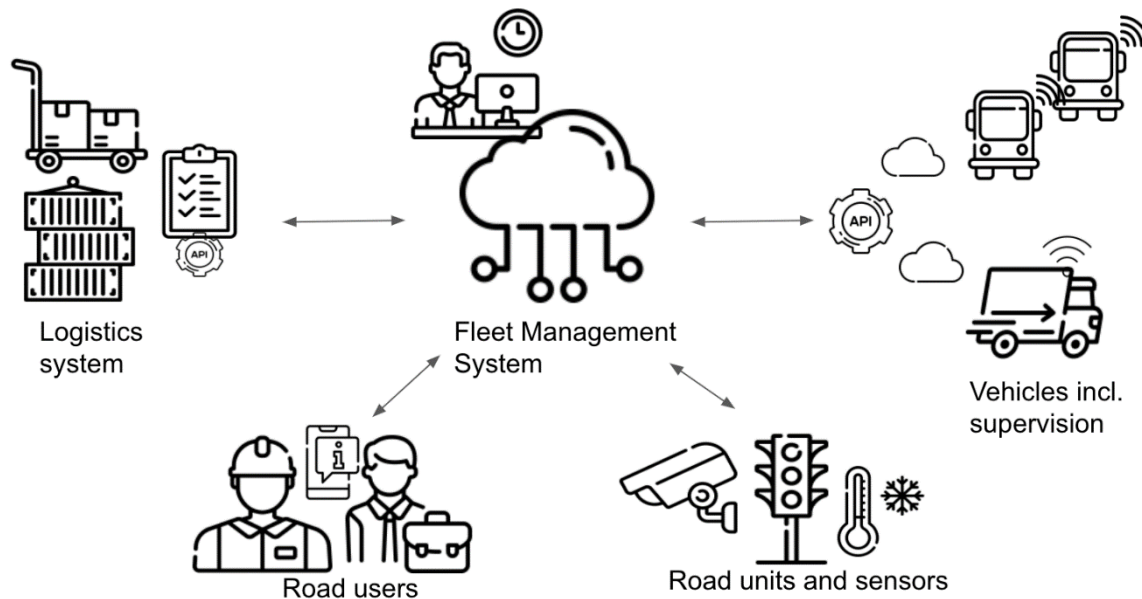 API
API
Logistics
system
Fleet Management
System
Vehicles incl.
supervision
i
Road users
Road units and sensors